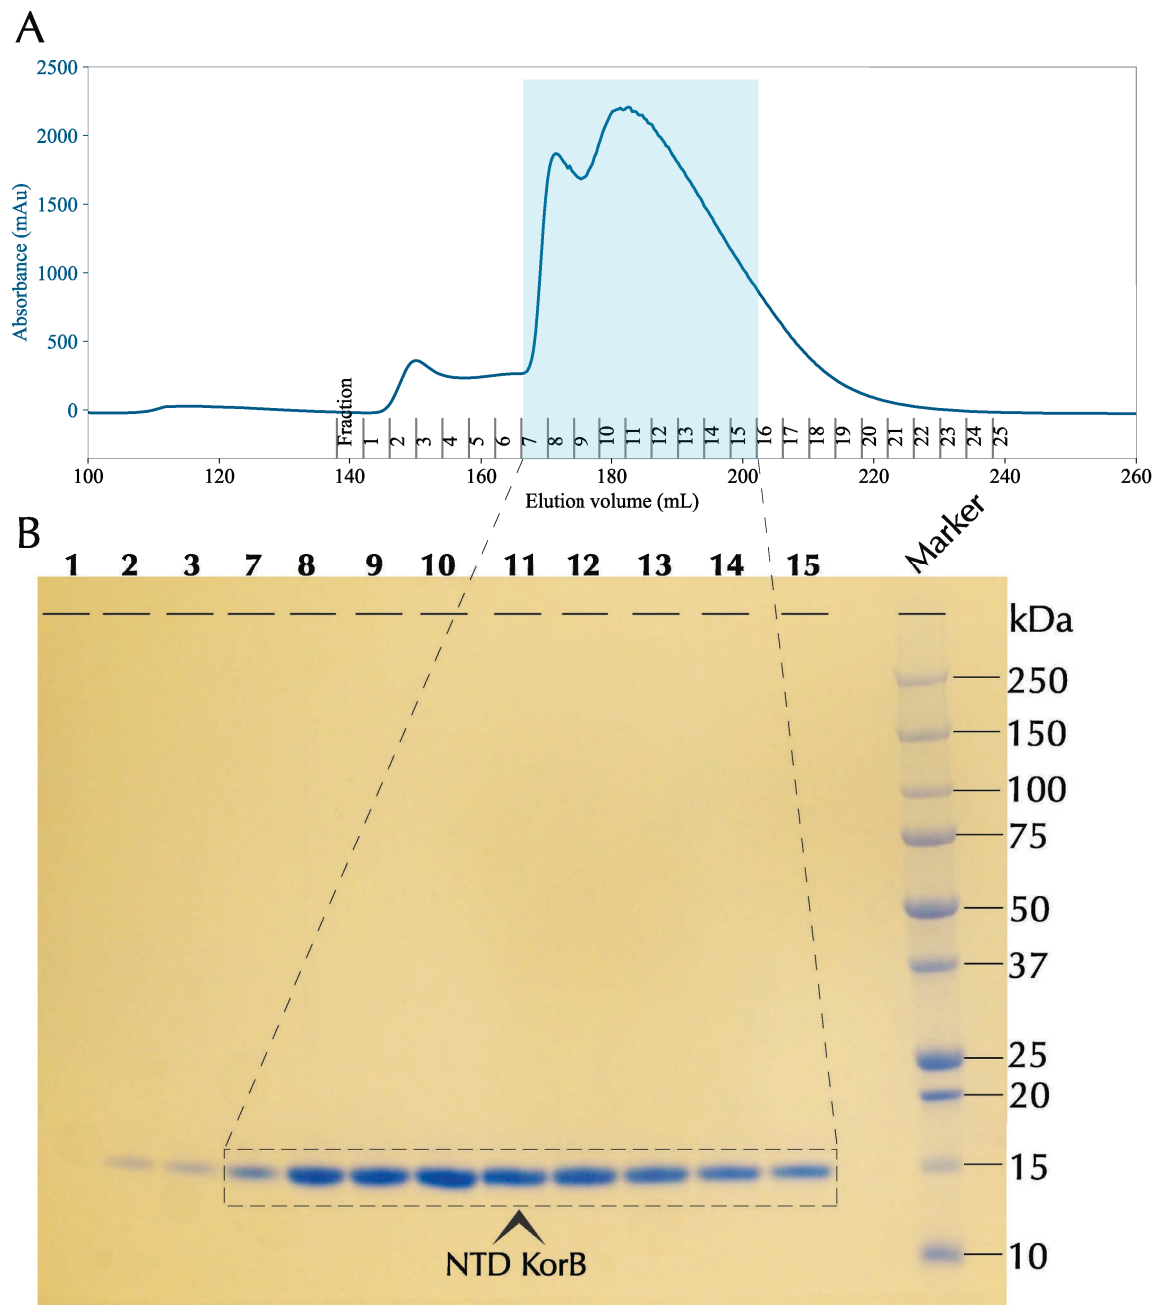 A
2500
2000
1500
1000
500
0
Absorbance (mAu)
Fraction 1 2 3 4 5 6 7 8 9 10 11 12 13 14 15 16 17 18 19 20 21 22 23 24 25
100 120 140 160 180 200 220 240 260
Elution volume (mL)
B
1 2 3 7 8 9 10 11 12 13 14 15 Marker
kDa
250
150
100
75
50
37
25
20
15
10
NTD KorB